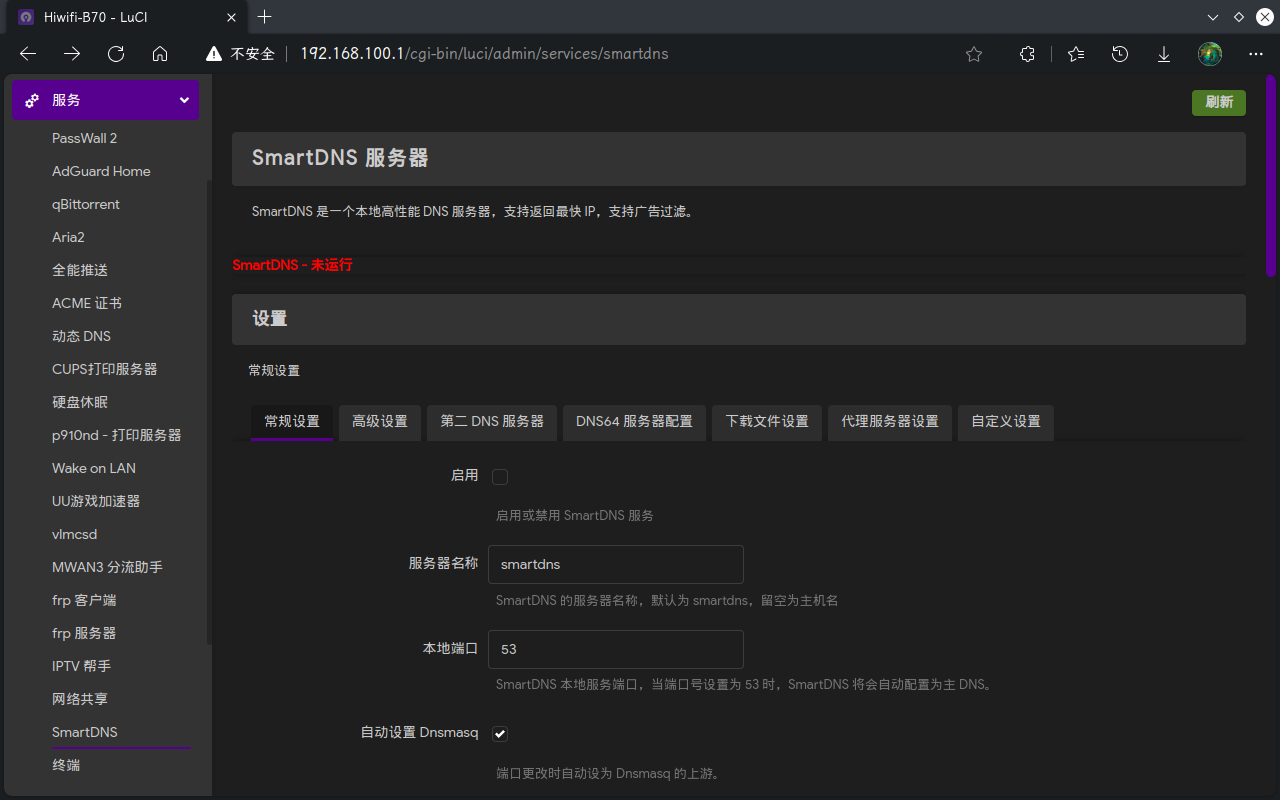 Hiwifi-B70 - LuCI
不安全
192.168.100.1/cgi-bin/luci/admin/services/smartdns
服务
PassWall 2
AdGuard Home
qBittorrent
Aria2
全能推送
ACME 证书
动态 DNS
CUPS打印服务器
硬盘休眠
p910nd - 打印服务器
Wake on LAN
UU游戏加速器
vlmcsd
MWAN3 分流助手
frp 客户端
frp 服务器
IPTV 帮手
网络共享
SmartDNS
终端
刷新
SmartDNS 服务器
SmartDNS 是一个本地高性能 DNS 服务器，支持返回最快 IP，支持广告过滤。
SmartDNS - 未运行
设置
常规设置
常规设置 高级设置 第二 DNS 服务器 DNS64 服务器配置 下载文件设置 代理服务器设置 自定义设置
启用
启用或禁用 SmartDNS 服务
服务器名称 smartdns
SmartDNS 的服务器名称，默认为 smartdns，留空为主机名
本地端口 53
SmartDNS 本地服务端口，当端口号设置为 53 时，SmartDNS 将会自动配置为主 DNS。
自动设置 Dnsmasq
端口更改时自动设为 Dnsmasq 的上游。